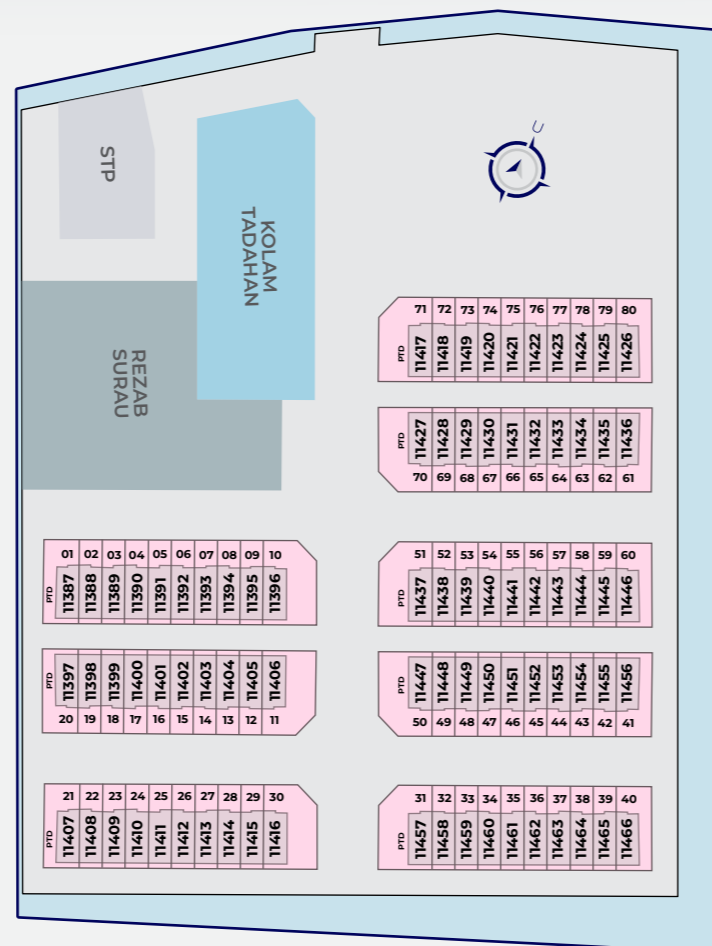 U
STP
KOLAM
TADAHAN
REZAB
SURAU
71 72 73 74 75 76 77 78 79 80
PTD 11417 11418 11419 11420 11421 11422 11423 11424 11425 11426
PTD 11427 11428 11429 11430 11431 11432 11433 11434 11435 11436
70 69 68 67 66 65 64 63 62 61
01 02 03 04 05 06 07 08 09 10
PTD 11387 11388 11389 11390 11391 11392 11393 11394 11395 11396
51 52 53 54 55 56 57 58 59 60
PTD 11437 11438 11439 11440 11441 11442 11443 11444 11445 11446
PTD 11397 11398 11399 11400 11401 11402 11403 11404 11405 11406
20 19 18 17 16 15 14 13 12 11
PTD 11447 11448 11449 11450 11451 11452 11453 11454 11455 11456
50 49 48 47 46 45 44 43 42 41
21 22 23 24 25 26 27 28 29 30
PTD 11407 11408 11409 11410 11411 11412 11413 11414 11415 11416
31 32 33 34 35 36 37 38 39 40
PTD 11457 11458 11459 11460 11461 11462 11463 11464 11465 11466